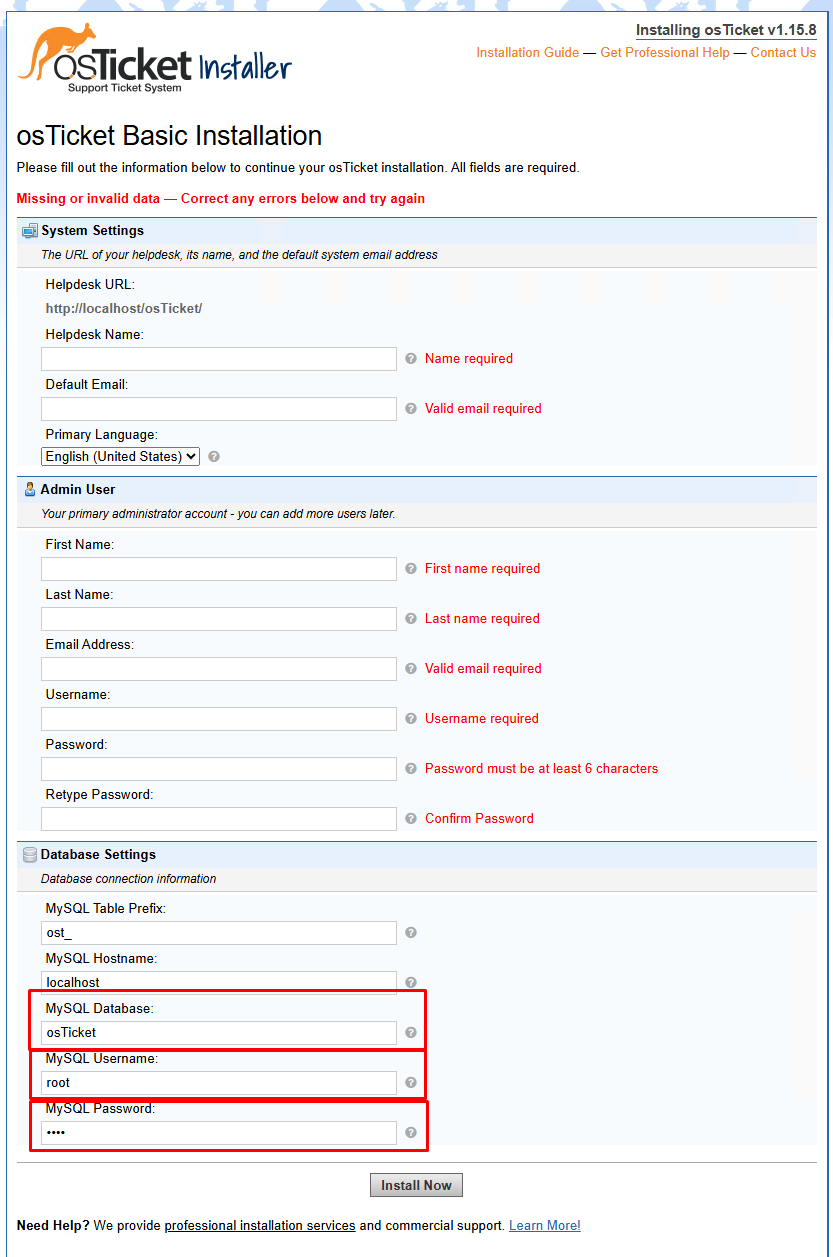 Installing osTicket v1.15.8
osTicket Installer
Support Ticket System
Installation Guide — Get Professional Help — Contact Us
osTicket Basic Installation
Please fill out the information below to continue your osTicket installation. All fields are required.
Missing or invalid data — Correct any errors below and try again
System Settings
The URL of your helpdesk, its name, and the default system email address
Helpdesk URL:
http://localhost/osTicket/
Helpdesk Name:
? Name required
Default Email:
? Valid email required
Primary Language:
English (United States) ?
Admin User
Your primary administrator account - you can add more users later.
First Name:
? First name required
Last Name:
? Last name required
Email Address:
? Valid email required
Username:
? Username required
Password:
? Password must be at least 6 characters
Retype Password:
? Confirm Password
Database Settings
Database connection information
MySQL Table Prefix:
ost_ ?
MySQL Hostname:
localhost ?
MySQL Database:
osTicket ?
MySQL Username:
root ?
MySQL Password:
•••• ?
Install Now
Need Help? We provide professional installation services and commercial support. Learn More!